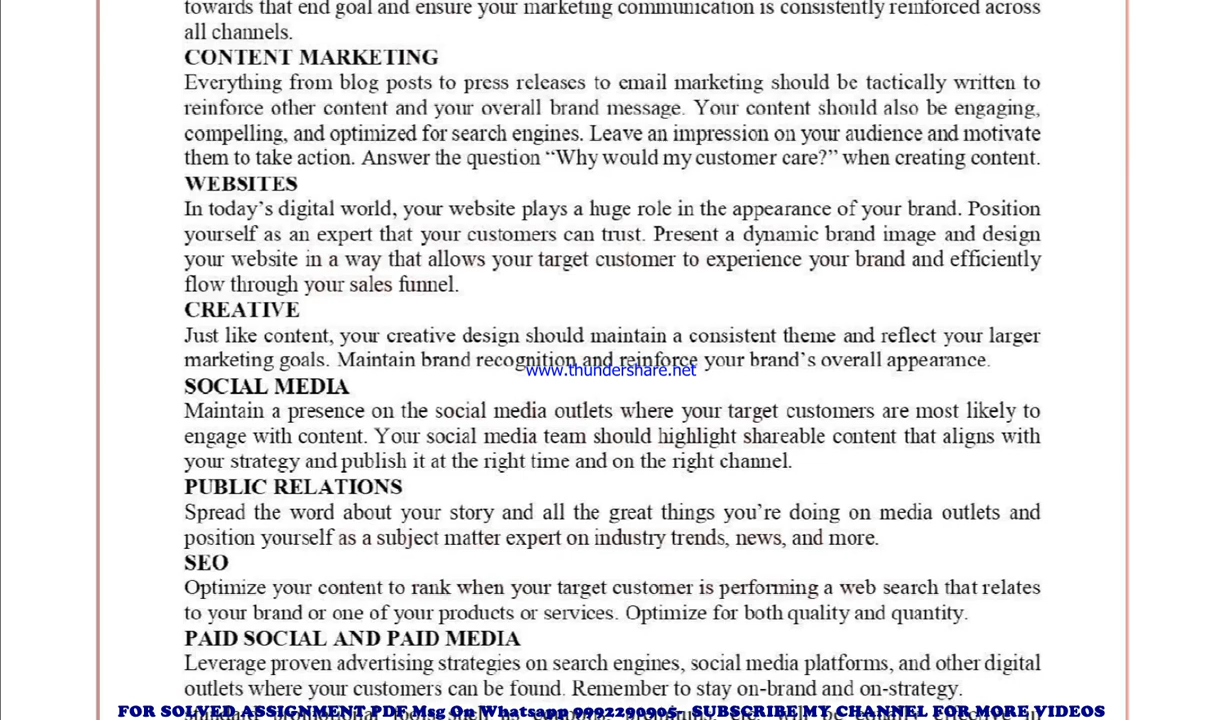 towards that end goal and ensure your marketing communication is consistently reinforced across
all channels.
CONTENT MARKETING
Everything from blog posts to press releases to email marketing should be tactically written to
reinforce other content and your overall brand message. Your content should also be engaging,
compelling, and optimized for search engines. Leave an impression on your audience and motivate
them to take action. Answer the question “Why would my customer care?” when creating content.
WEBSITES
In today’s digital world, your website plays a huge role in the appearance of your brand. Position
yourself as an expert that your customers can trust. Present a dynamic brand image and design
your website in a way that allows your target customer to experience your brand and efficiently
flow through your sales funnel.
CREATIVE
Just like content, your creative design should maintain a consistent theme and reflect your larger
marketing goals. Maintain brand recognition and reinforce your brand’s overall appearance.
www.thundershare.net
SOCIAL MEDIA
Maintain a presence on the social media outlets where your target customers are most likely to
engage with content. Your social media team should highlight shareable content that aligns with
your strategy and publish it at the right time and on the right channel.
PUBLIC RELATIONS
Spread the word about your story and all the great things you’re doing on media outlets and
position yourself as a subject matter expert on industry trends, news, and more.
SEO
Optimize your content to rank when your target customer is performing a web search that relates
to your brand or one of your products or services. Optimize for both quality and quantity.
PAID SOCIAL AND PAID MEDIA
Leverage proven advertising strategies on search engines, social media platforms, and other digital
outlets where your customers can be found. Remember to stay on-brand and on-strategy.
FOR SOLVED ASSIGNMENT PDF Msg On Whatsapp 9992290905- SUBSCRIBE MY CHANNEL FOR MORE VIDEOS